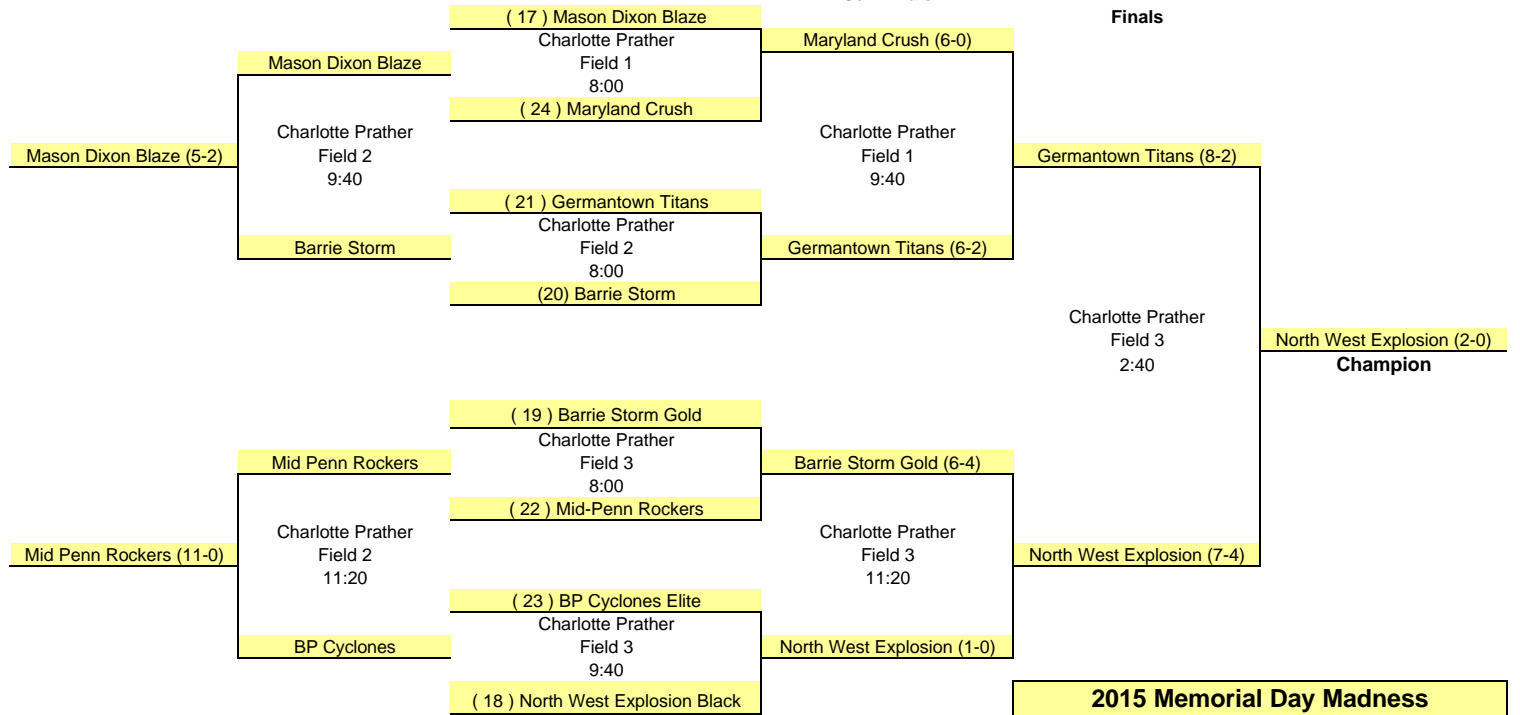 Finals
( 17 ) Mason Dixon Blaze
Charlotte Prather
Field 1
8:00
( 24 ) Maryland Crush
Mason Dixon Blaze
Maryland Crush (6-0)
Charlotte Prather
Field 2
9:40
Charlotte Prather
Field 1
9:40
Mason Dixon Blaze (5-2)
Germantown Titans (8-2)
( 21 ) Germantown Titans
Charlotte Prather
Field 2
8:00
(20) Barrie Storm
Barrie Storm
Germantown Titans (6-2)
Charlotte Prather
Field 3
2:40
North West Explosion (2-0)
Champion
( 19 ) Barrie Storm Gold
Charlotte Prather
Field 3
8:00
( 22 ) Mid-Penn Rockers
Mid Penn Rockers
Barrie Storm Gold (6-4)
Charlotte Prather
Field 2
11:20
Charlotte Prather
Field 3
11:20
Mid Penn Rockers (11-0)
North West Explosion (7-4)
( 23 ) BP Cyclones Elite
Charlotte Prather
Field 3
9:40
( 18 ) North West Explosion Black
BP Cyclones
North West Explosion (1-0)
2015 Memorial Day Madness